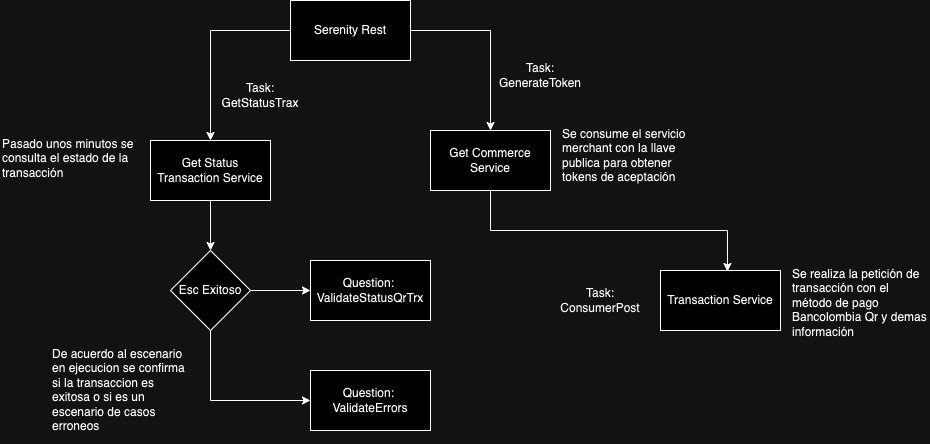 Serenity Rest
Task:
GetStatusTrax
Task:
GenerateToken
Pasado unos minutos se
consulta el estado de la
transacción
Get Status
Transaction Service
Get Commerce
Service
Se consume el servicio
merchant con la llave
publica para obtener
tokens de aceptación
Esc Exitoso
Question:
ValidateStatusQrTrx
Task:
ConsumerPost
Transaction Service
Se realiza la petición de
transacción con el
método de pago
Bancolombia Qr y demas
información
De acuerdo al escenario
en ejecucion se confirma
si la transaccion es
exitosa o si es un
escenario de casos
erroneos
Question:
ValidateErrors